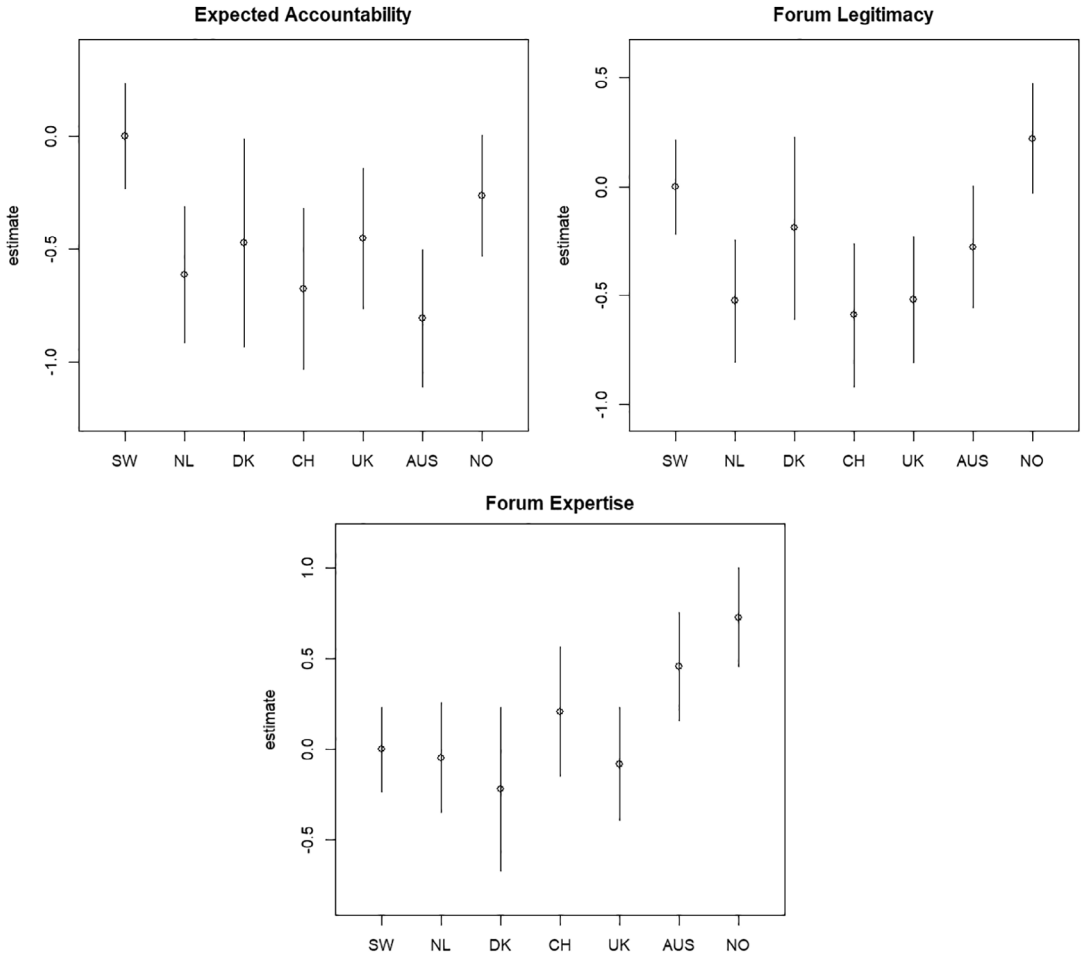 Expected Accountability
estimate
0.0
-0.5
-1.0
SW NL DK CH UK AUS NO
Forum Legitimacy
estimate
0.5
0.0
-0.5
-1.0
SW NL DK CH UK AUS NO
Forum Expertise
estimate
1.0
0.5
0.0
-0.5
SW NL DK CH UK AUS NO